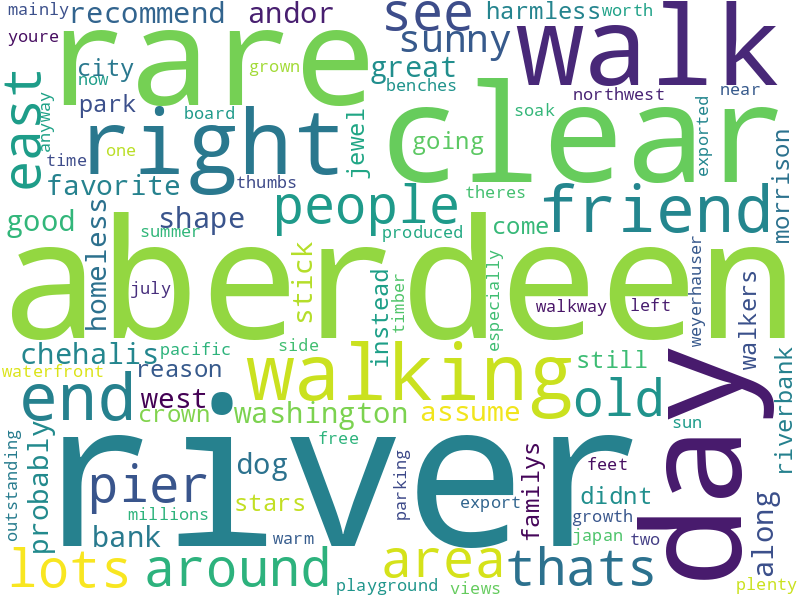 mainly
recommend
andor
see
harmless
worth
youre
rare
sunny
walk
city
grown
great
now
benches
east
park
board
clear
northwest
near
anyway
right
jewel
soak
exported
time
one
going
favorite
thumbs
theres
morrison
good
homeless
shape
people
produced
come
friend
summer
aberdeen
july
stick
instead
timber
especially
walkway
left
weyerhauser
walkers
chehalis
pacific
side
reason
walking
still
day
riverbank
waterfront
end
west
crown
washington
assume
old
sun
river
free
outstanding
probably
pier
dog
parking
familys
feet
didnt
along
millions
stars
export
growth
bank
warm
japan
two
lots
around
area
thats
playground
views
plenty